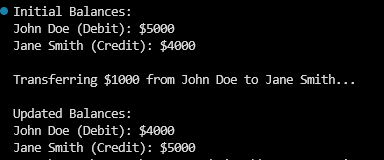 Initial Balances:
John Doe (Debit): $5000
Jane Smith (Credit): $4000
Transferring $1000 from John Doe to Jane Smith...
Updated Balances:
John Doe (Debit): $4000
Jane Smith (Credit): $5000